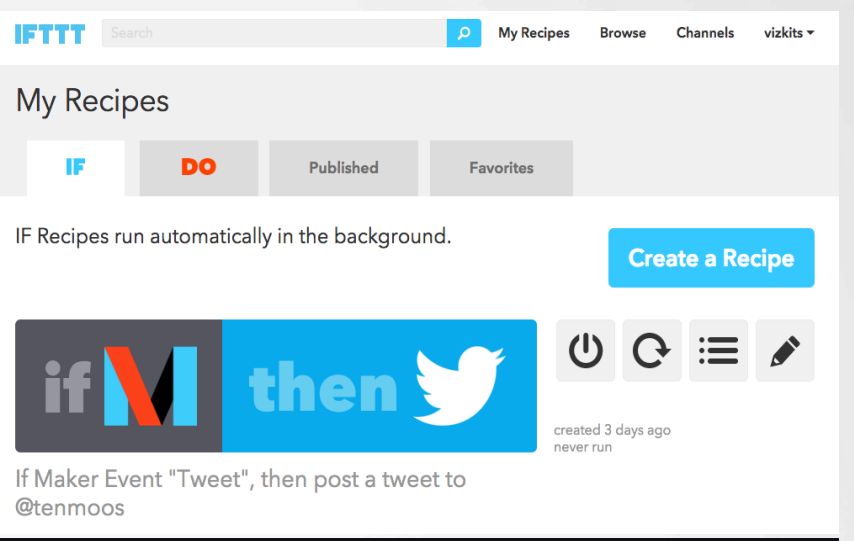 IFTTT Search My Recipes Browse Channels vizkits
My Recipes
IF DO Published Favorites
IF Recipes run automatically in the background.
Create a Recipe
if M then
created 3 days ago
never run
If Maker Event "Tweet", then post a tweet to
@tenmoos